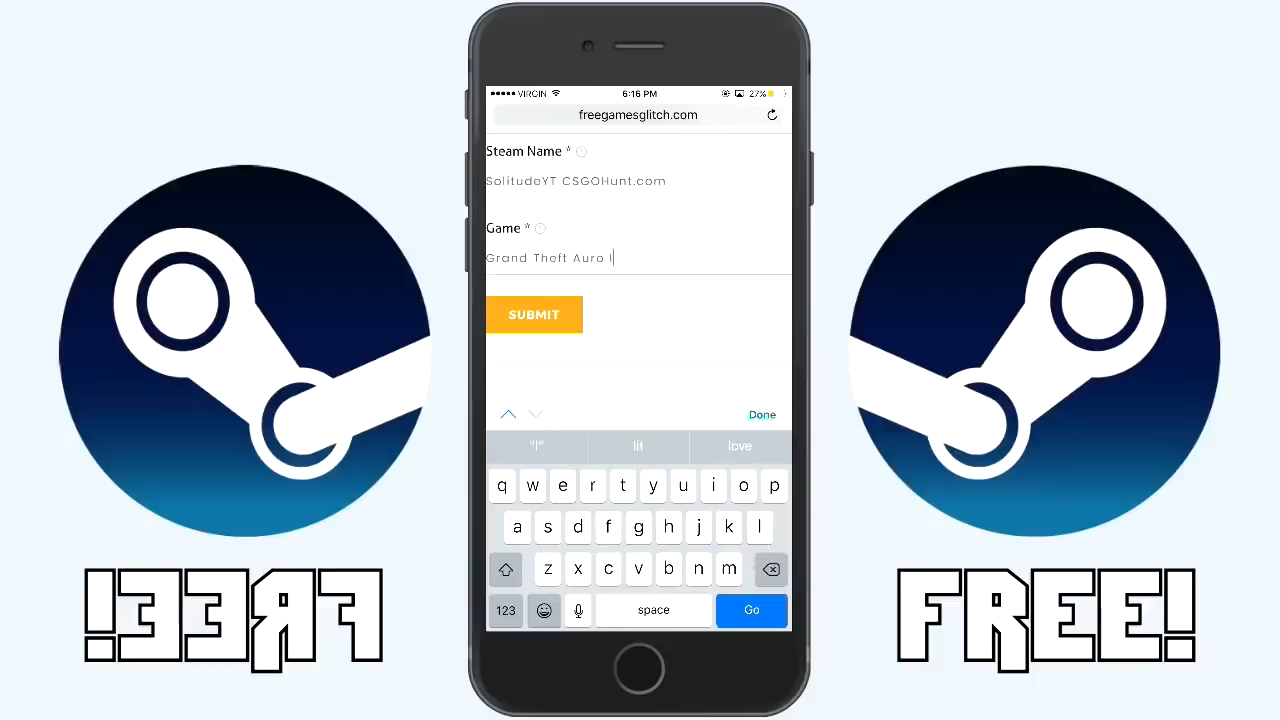 ●●●●● VIRGIN 6:16 PM 27%
freegamesglitch.com
Steam Name *
SolitudeYT CSGOHunt.com
Game *
Grand Theft Auro l
SUBMIT
Done
"l" lit love
q w e r t y u i o p
a s d f g h j k l
z x c v b n m
123 space Go
FREE! FREE!